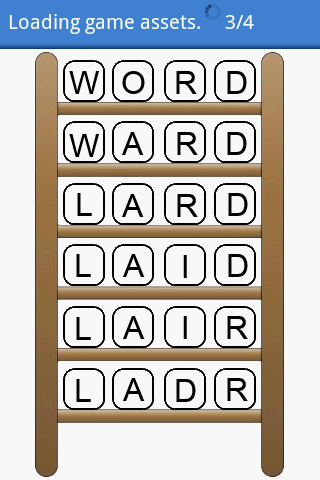 Loading game assets. 3/4
WORD
WARD
LARD
LAID
LAIR
LADR